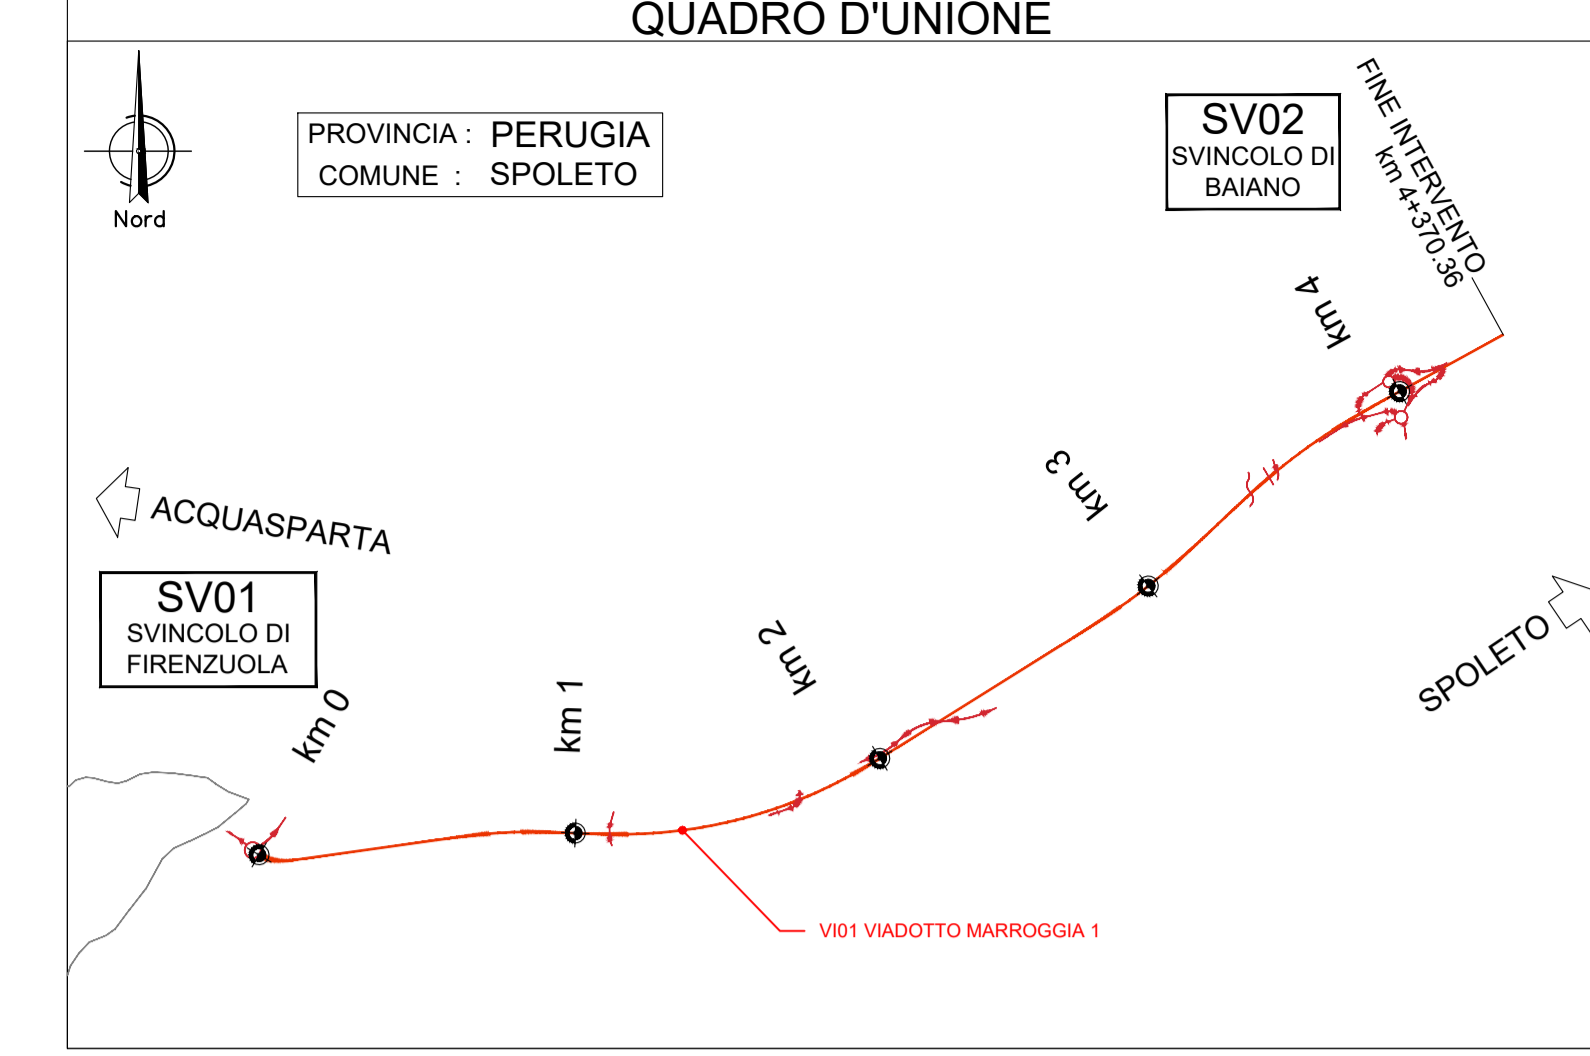 QUADRO D'UNIONE
Nord
PROVINCIA : PERUGIA
COMUNE : SPOLETO
SV02
SVINCOLO DI
BAIANO
FINE INTERVENTO
km 4+370.36
km 4
km 3
ACQUASPARTA
SV01
SVINCOLO DI
FIRENZUOLA
km 0
km 1
km 2
SPOLETO
VI01 VIADOTTO MARROGGIA 1